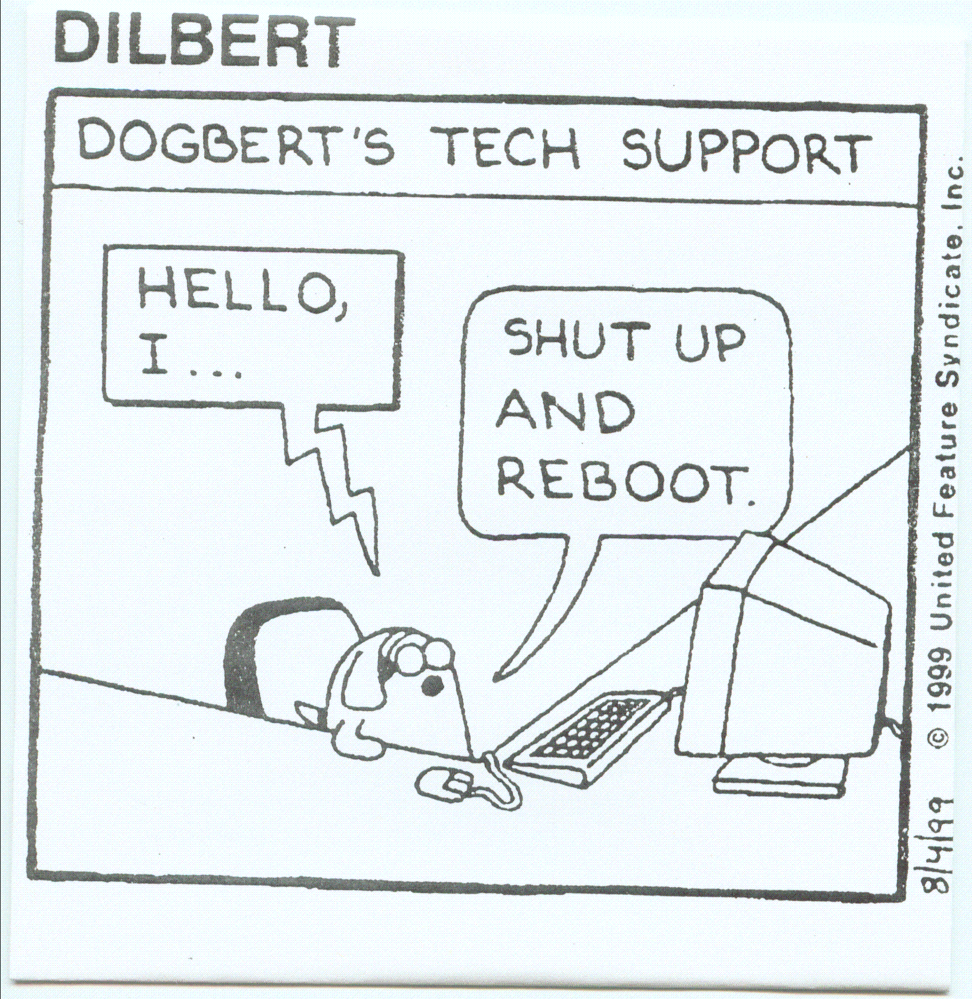 DILBERT
DOGBERT'S TECH SUPPORT
HELLO,
I ...
SHUT UP
AND
REBOOT.
8/4/99 © 1999 United Feature Syndicate, Inc.